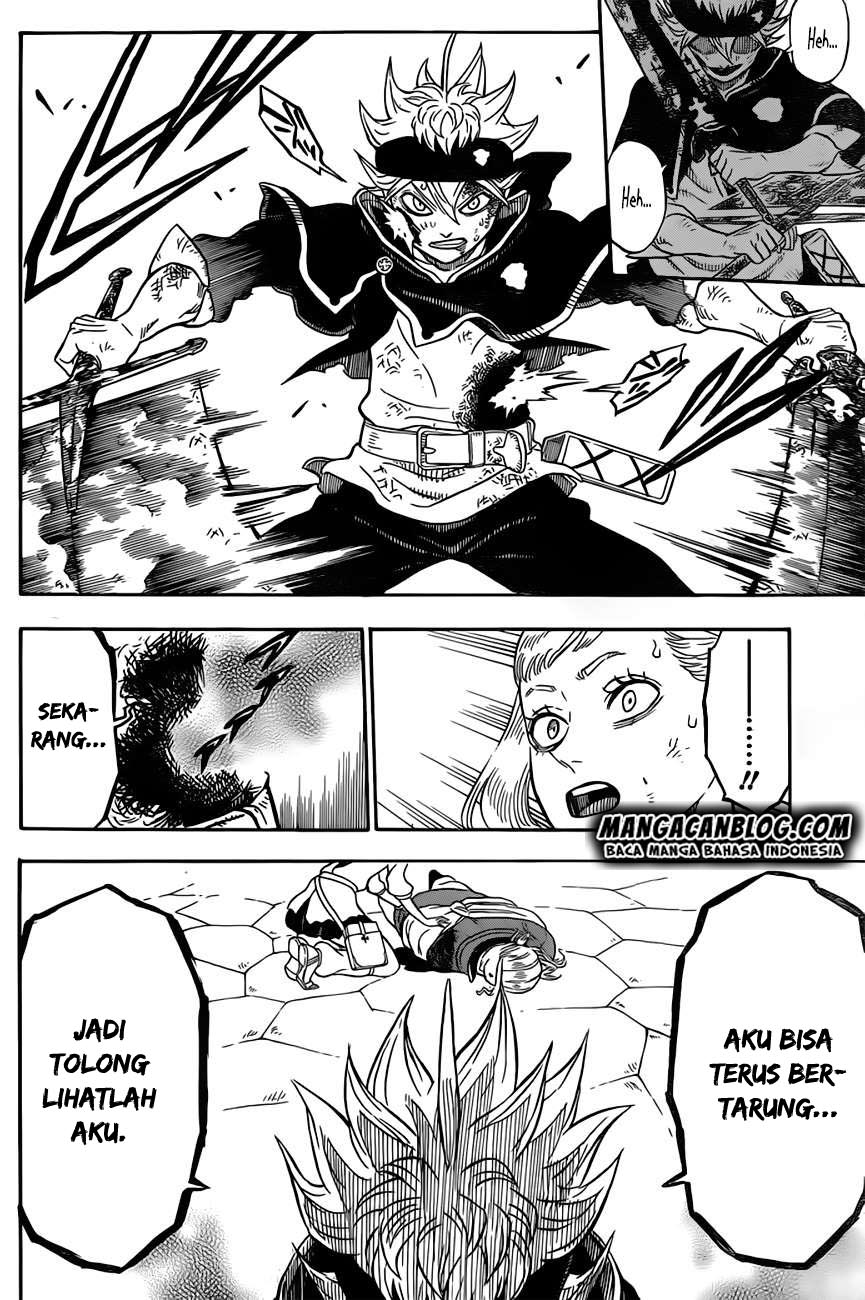 Heh...
Heh...
.........!!
SEKA-
RANG...
MANGACANBLOG.COM
BACA MANGA BAHASA INDONESIA
AKU BISA
TERUS BER-
TARUNG...
JADI
TOLONG
LIHATLAH
AKU.